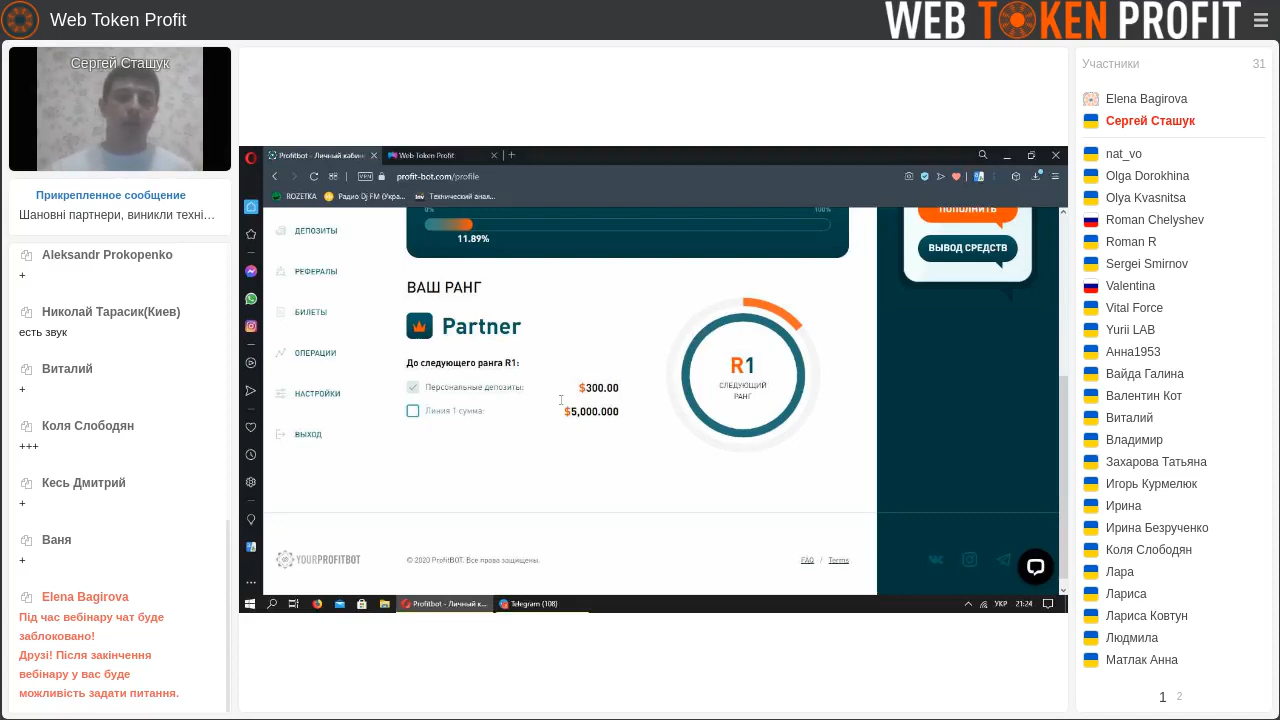 Web Token Profit
WEB TOKEN PROFIT
Сергей Сташук
Прикрепленное сообщение
Шановні партнери, виникли техні…
Aleksandr Prokopenko
+
Николай Тарасик(Киев)
есть звук
Виталий
+
Коля Слободян
+++
Кесь Дмитрий
+
Ваня
+
Elena Bagirova
Під час вебінару чат буде
заблоковано!
Друзі! Після закінчення
вебінару у вас буде
можливість задати питання.
Profitbot - Личный кабин
Web Token Profit
profit-bot.com/profile
ROZETKA
Радио Dj FM (Укра...
Технический анал...
ДЕПОЗИТЫ
РЕФЕРАЛЫ
БИЛЕТЫ
ОПЕРАЦИИ
НАСТРОЙКИ
ВЫХОД
0%
100%
11.89%
ПОПОЛНИТЬ
ВЫВОД СРЕДСТВ
ВАШ РАНГ
Partner
До следующего ранга R1:
Персональные депозиты:
$300.00
Линия 1 сумма:
$5,000.000
R1
СЛЕДУЮЩИЙ
РАНГ
YOURPROFITBOT
© 2020 ProfitBOT. Все права защищены.
FAQ / Terms
Profitbot - Личный к...
Telegram (108)
УКР
21:24
Участники
31
Elena Bagirova
Сергей Сташук
nat_vo
Olga Dorokhina
Olya Kvasnitsa
Roman Chelyshev
Roman R
Sergei Smirnov
Valentina
Vital Force
Yurii LAB
Анна1953
Вайда Галина
Валентин Кот
Виталий
Владимир
Захарова Татьяна
Игорь Курмелюк
Ирина
Ирина Безрученко
Коля Слободян
Лара
Лариса
Лариса Ковтун
Людмила
Матлак Анна
1 2